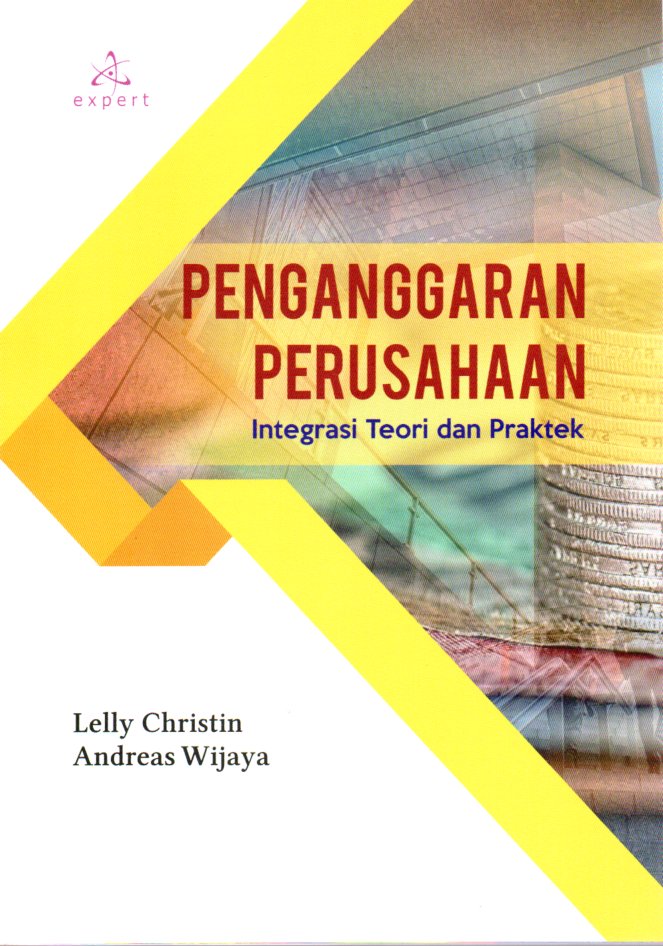 expert
PENGANGGARAN
PERUSAHAAN
Integrasi Teori dan Praktek
Lelly Christin
Andreas Wijaya